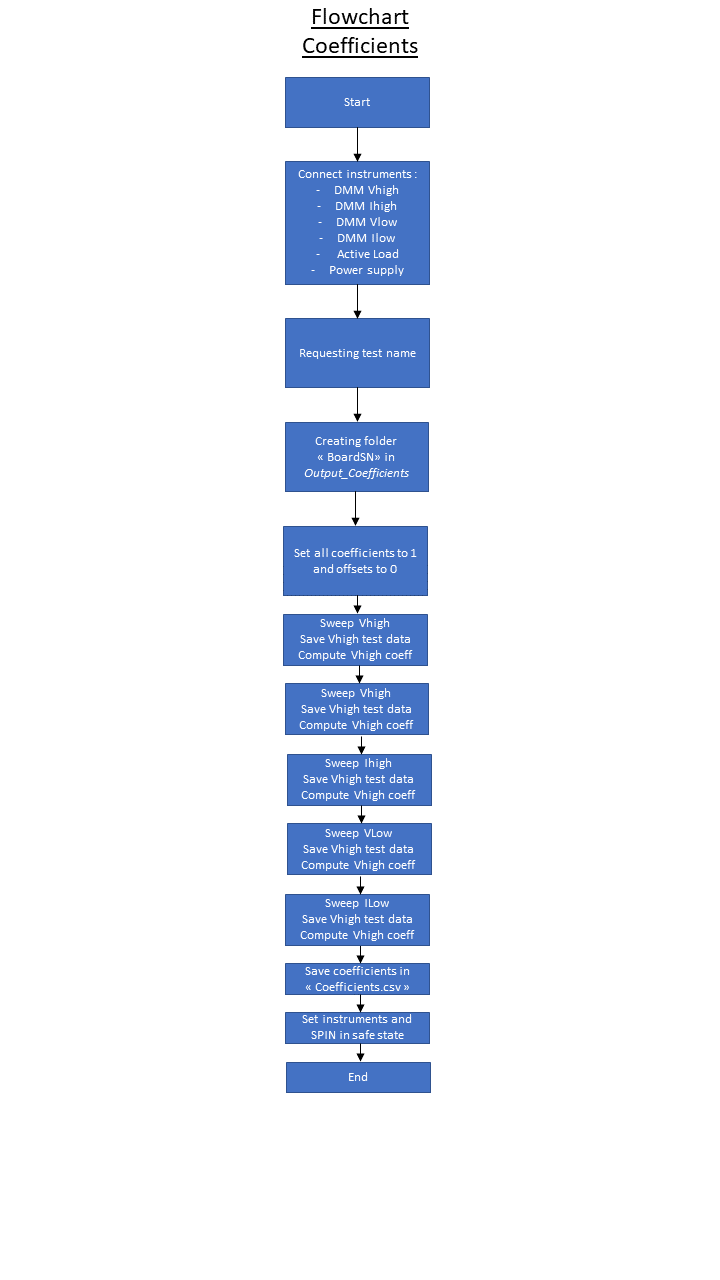 Flowchart
Coefficients
Start
Connect instruments :
- DMM Vhigh
- DMM Ihigh
- DMM Vlow
- DMM Ilow
- Active Load
- Power supply
Requesting test name
Creating folder
« BoardSN» in
Output_Coefficients
Set all coefficients to 1
and offsets to 0
Sweep Vhigh
Save Vhigh test data
Compute Vhigh coeff
Sweep Vhigh
Save Vhigh test data
Compute Vhigh coeff
Sweep Ihigh
Save Vhigh test data
Compute Vhigh coeff
Sweep VLow
Save Vhigh test data
Compute Vhigh coeff
Sweep ILow
Save Vhigh test data
Compute Vhigh coeff
Save coefficients in
« Coefficients.csv »
Set instruments and
SPIN in safe state
End